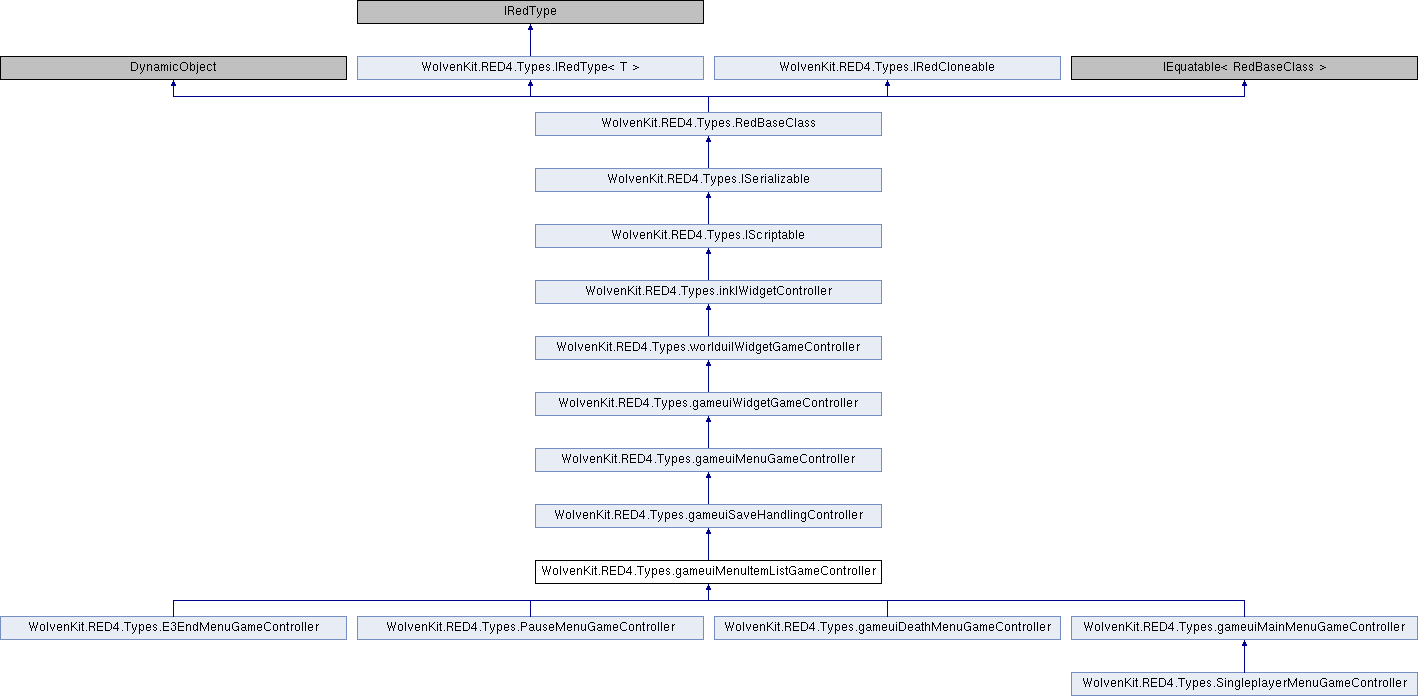 IRedType
DynamicObject
WolvenKit.RED4.Types.IRedType< T >
WolvenKit.RED4.Types.IRedCloneable
IEquatable< RedBaseClass >
WolvenKit.RED4.Types.RedBaseClass
WolvenKit.RED4.Types.ISerializable
WolvenKit.RED4.Types.IScriptable
WolvenKit.RED4.Types.inkIWidgetController
WolvenKit.RED4.Types.worlduiIWidgetGameController
WolvenKit.RED4.Types.gameuiWidgetGameController
WolvenKit.RED4.Types.gameuiMenuGameController
WolvenKit.RED4.Types.gameuiSaveHandlingController
WolvenKit.RED4.Types.gameuiMenuItemListGameController
WolvenKit.RED4.Types.E3EndMenuGameController
WolvenKit.RED4.Types.PauseMenuGameController
WolvenKit.RED4.Types.gameuiDeathMenuGameController
WolvenKit.RED4.Types.gameuiMainMenuGameController
WolvenKit.RED4.Types.SingleplayerMenuGameController